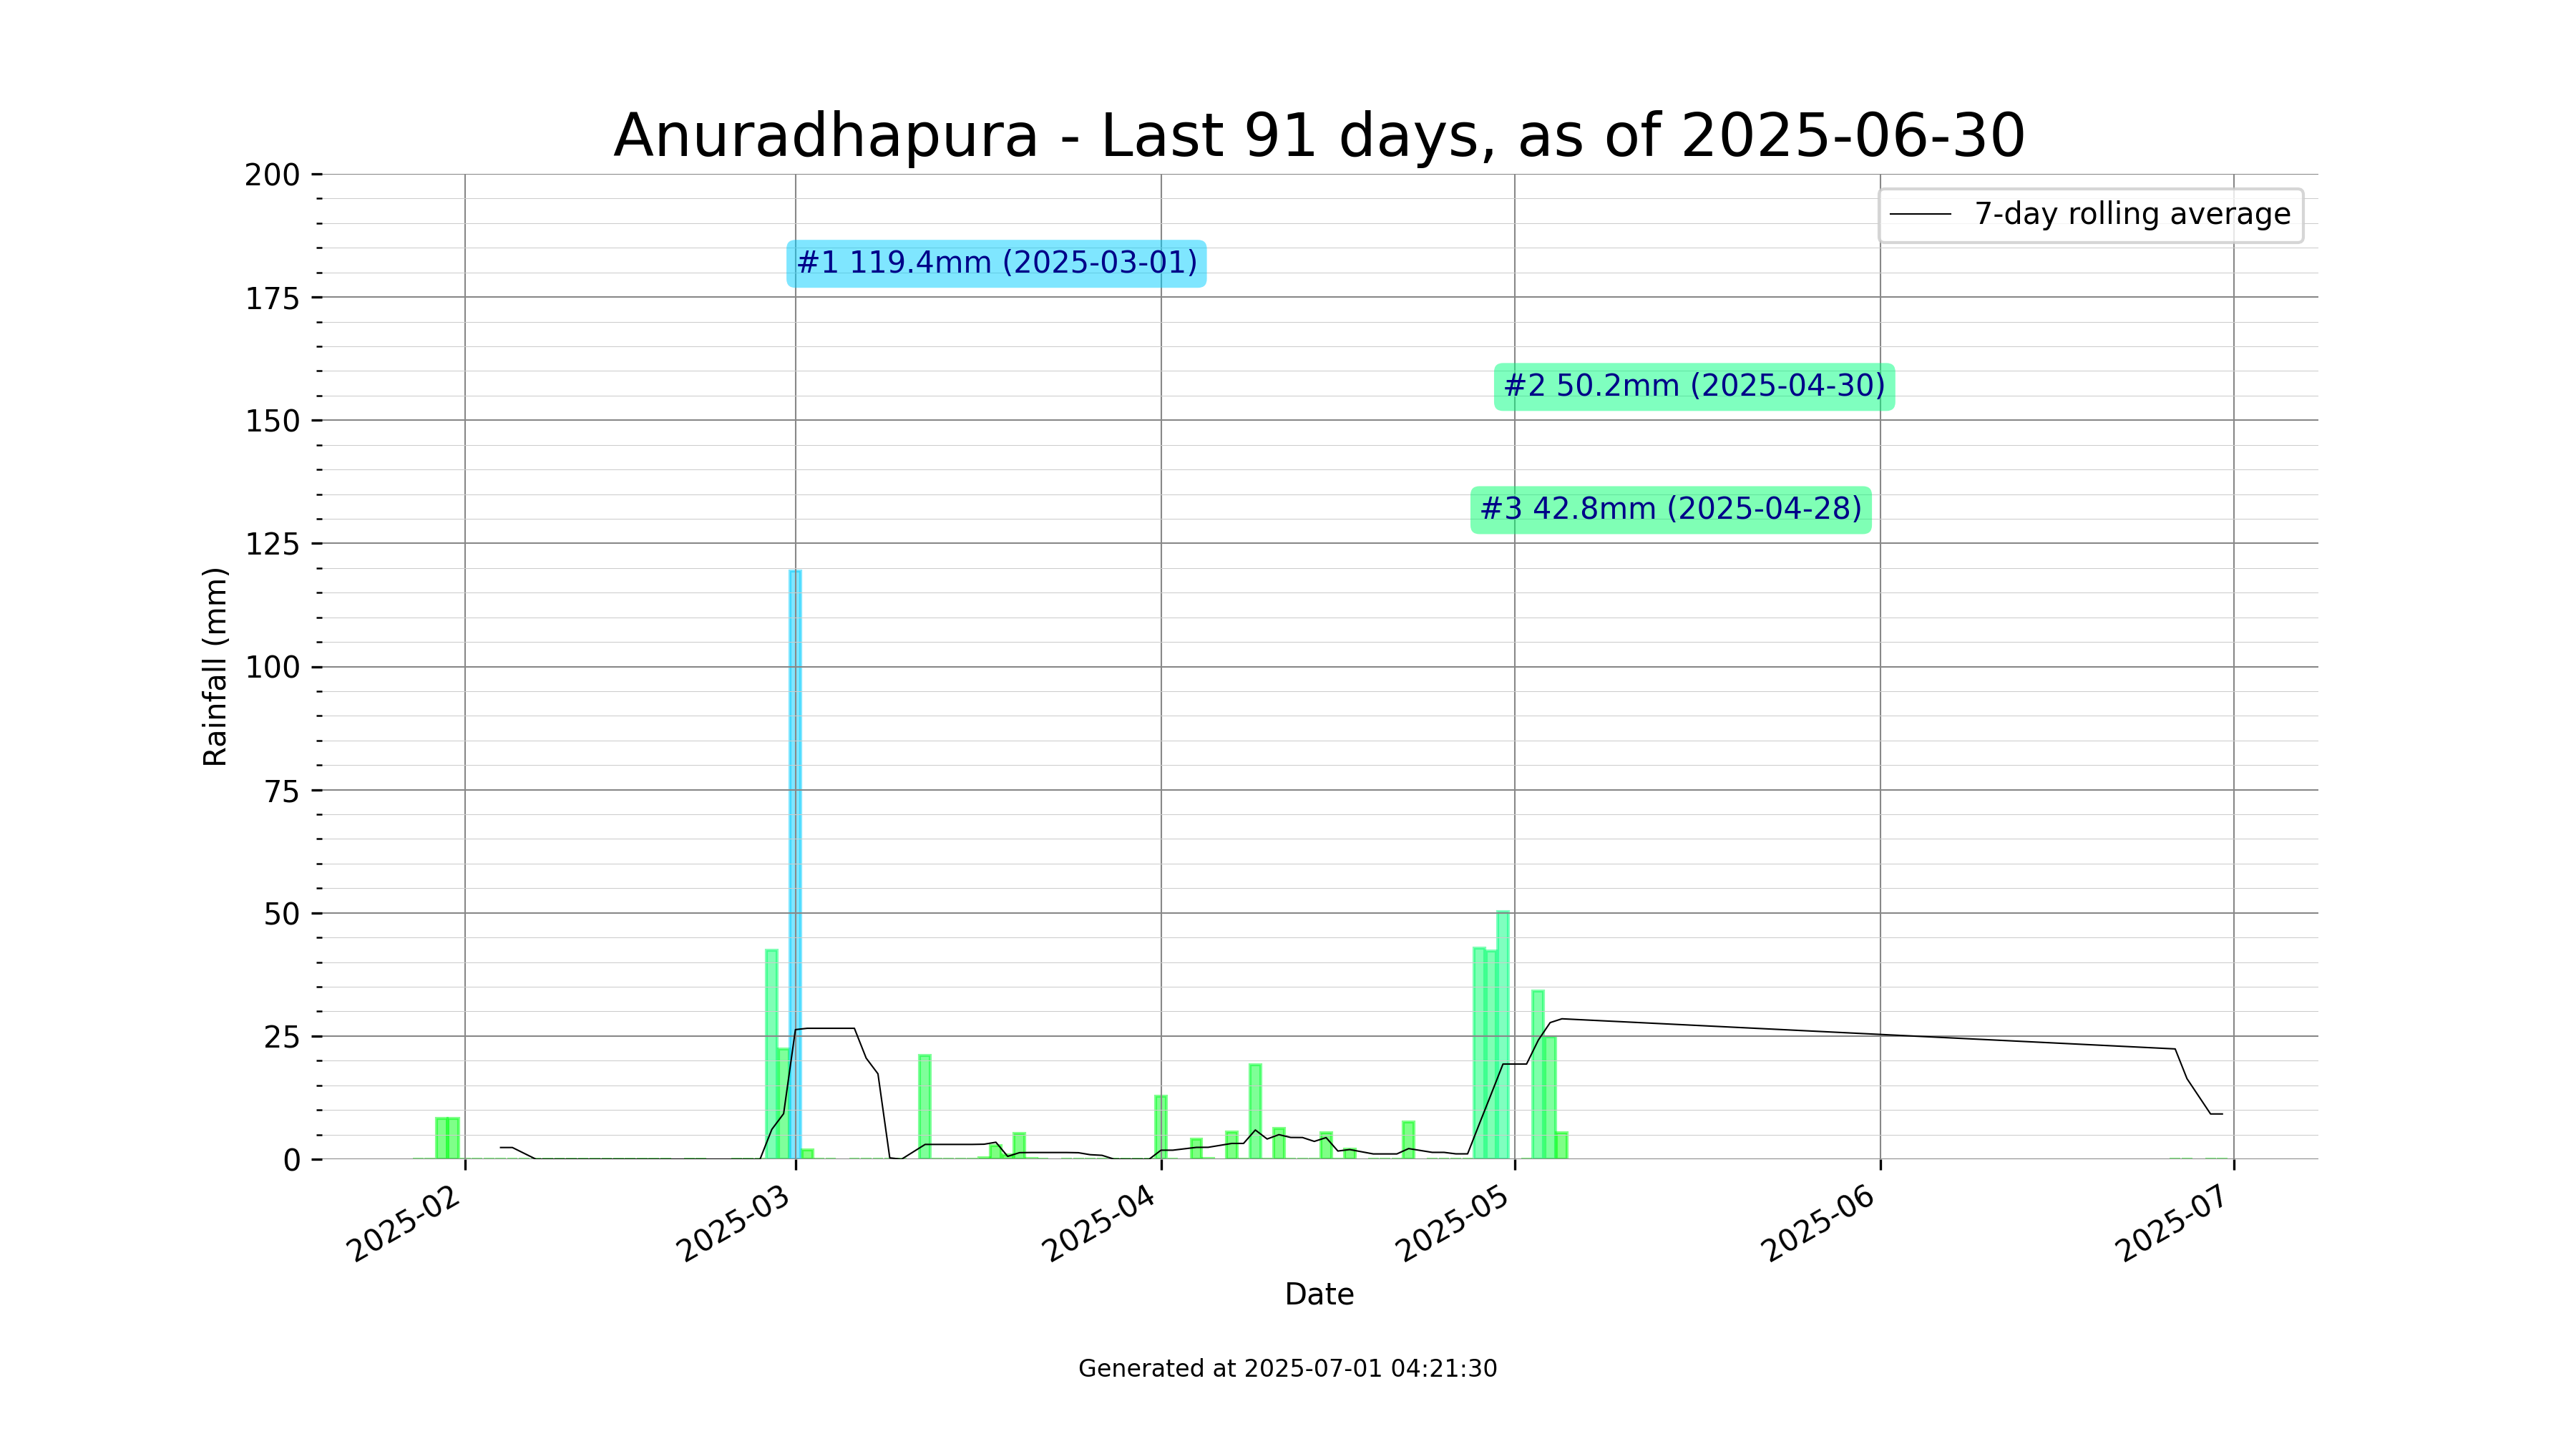 Anuradhapura - Last 91 days, as of 2025-06-30
200
175
150
125
100
75
50
25
0
Rainfall (mm)
7-day rolling average
#1 119.4mm (2025-03-01)
#2 50.2mm (2025-04-30)
#3 42.8mm (2025-04-28)
2025-02
2025-03
2025-04
2025-05
2025-06
2025-07
Date
Generated at 2025-07-01 04:21:30